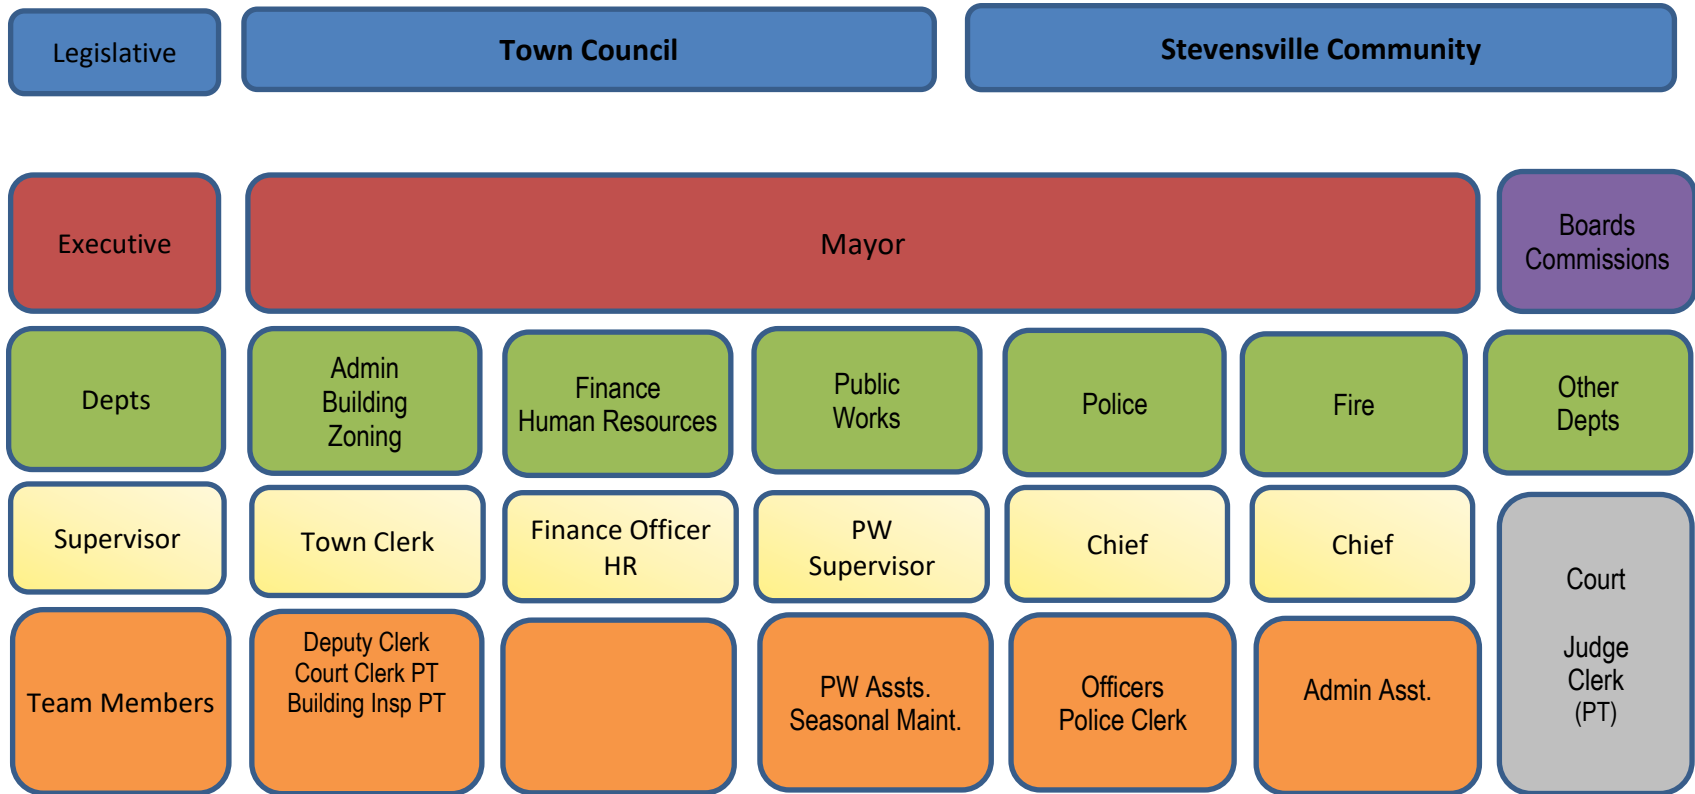 Legislative
Town Council
Stevensville Community
Executive
Mayor
Boards
Commissions
Depts
Admin
Building
Zoning
Finance
Human Resources
Public
Works
Police
Fire
Other
Depts
Supervisor
Town Clerk
Finance Officer
HR
PW
Supervisor
Chief
Chief
Team Members
Deputy Clerk
Court Clerk PT
Building Insp PT
PW Assts.
Seasonal Maint.
Officers
Police Clerk
Admin Asst.
Court
Judge
Clerk
(PT)